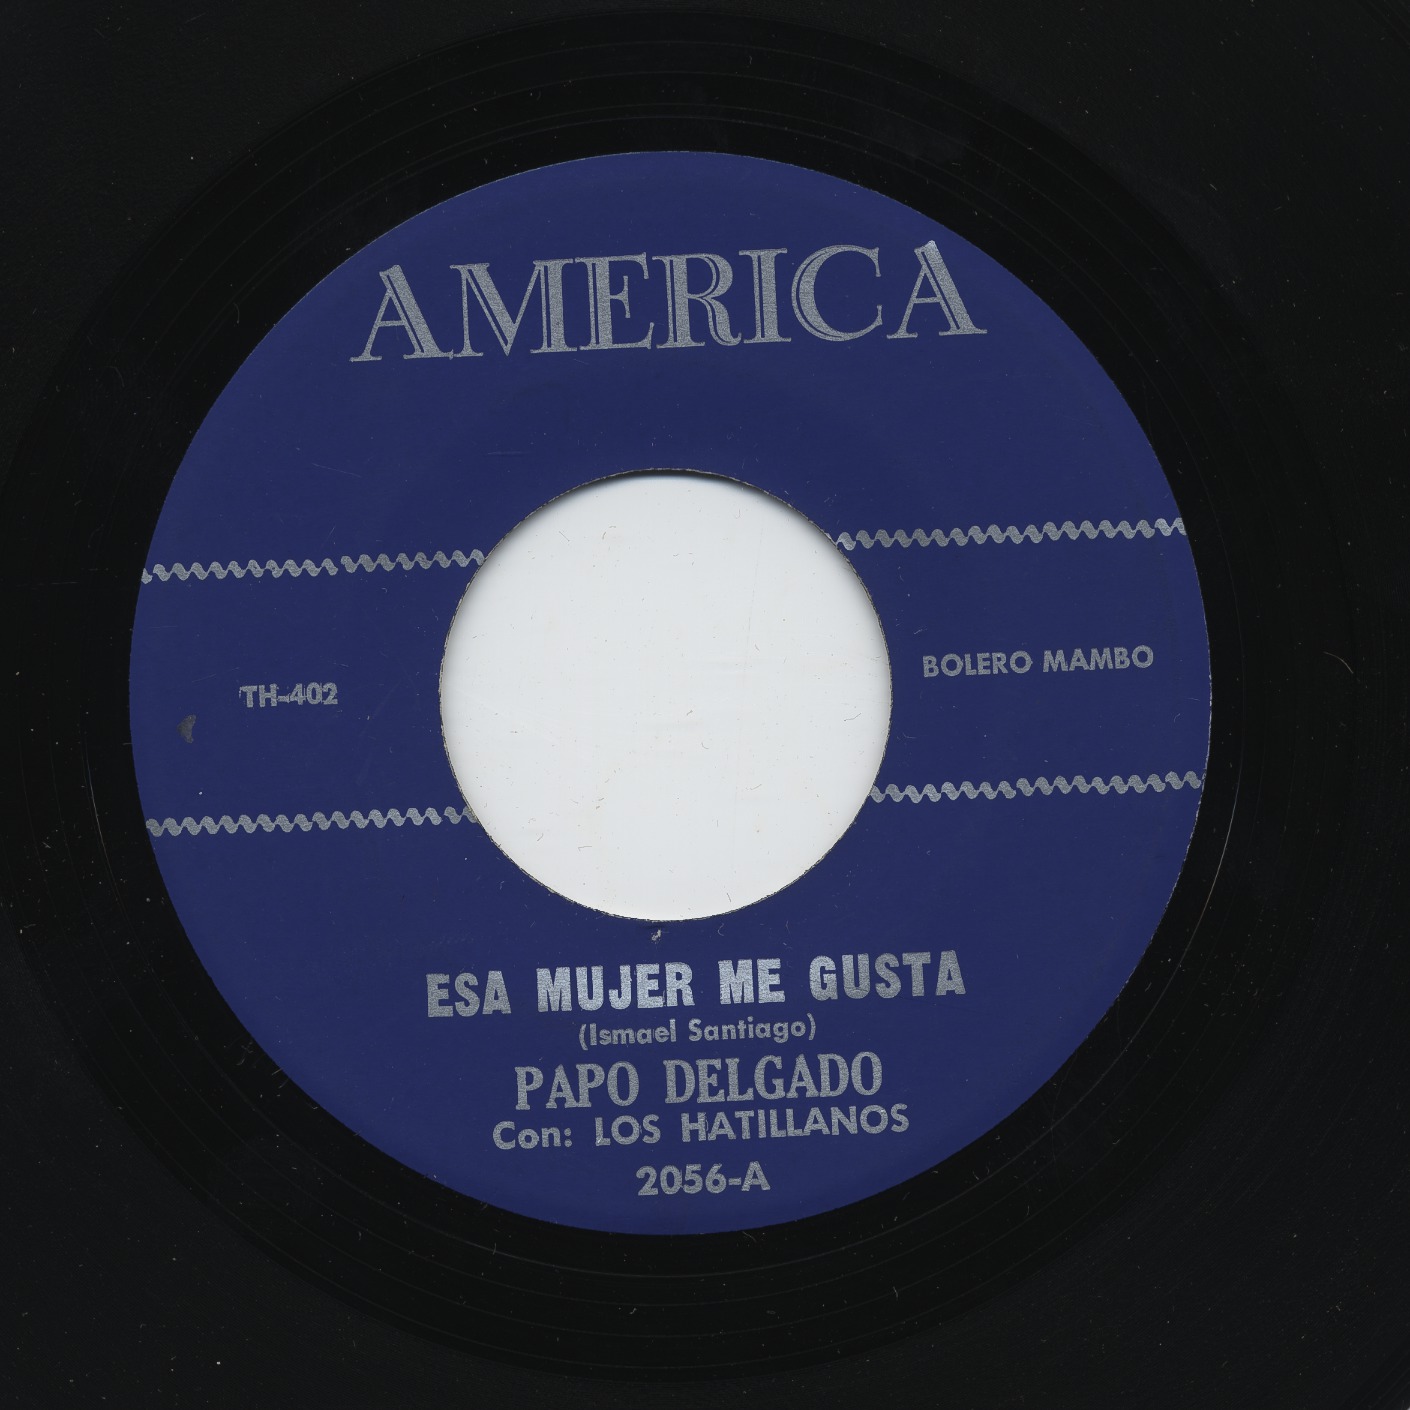 AMERICA
TH-402
BOLERO MAMBO
ESA MUJER ME GUSTA
(Ismael Santiago)
PAPO DELGADO
Con: LOS HATILLANOS
2056-A